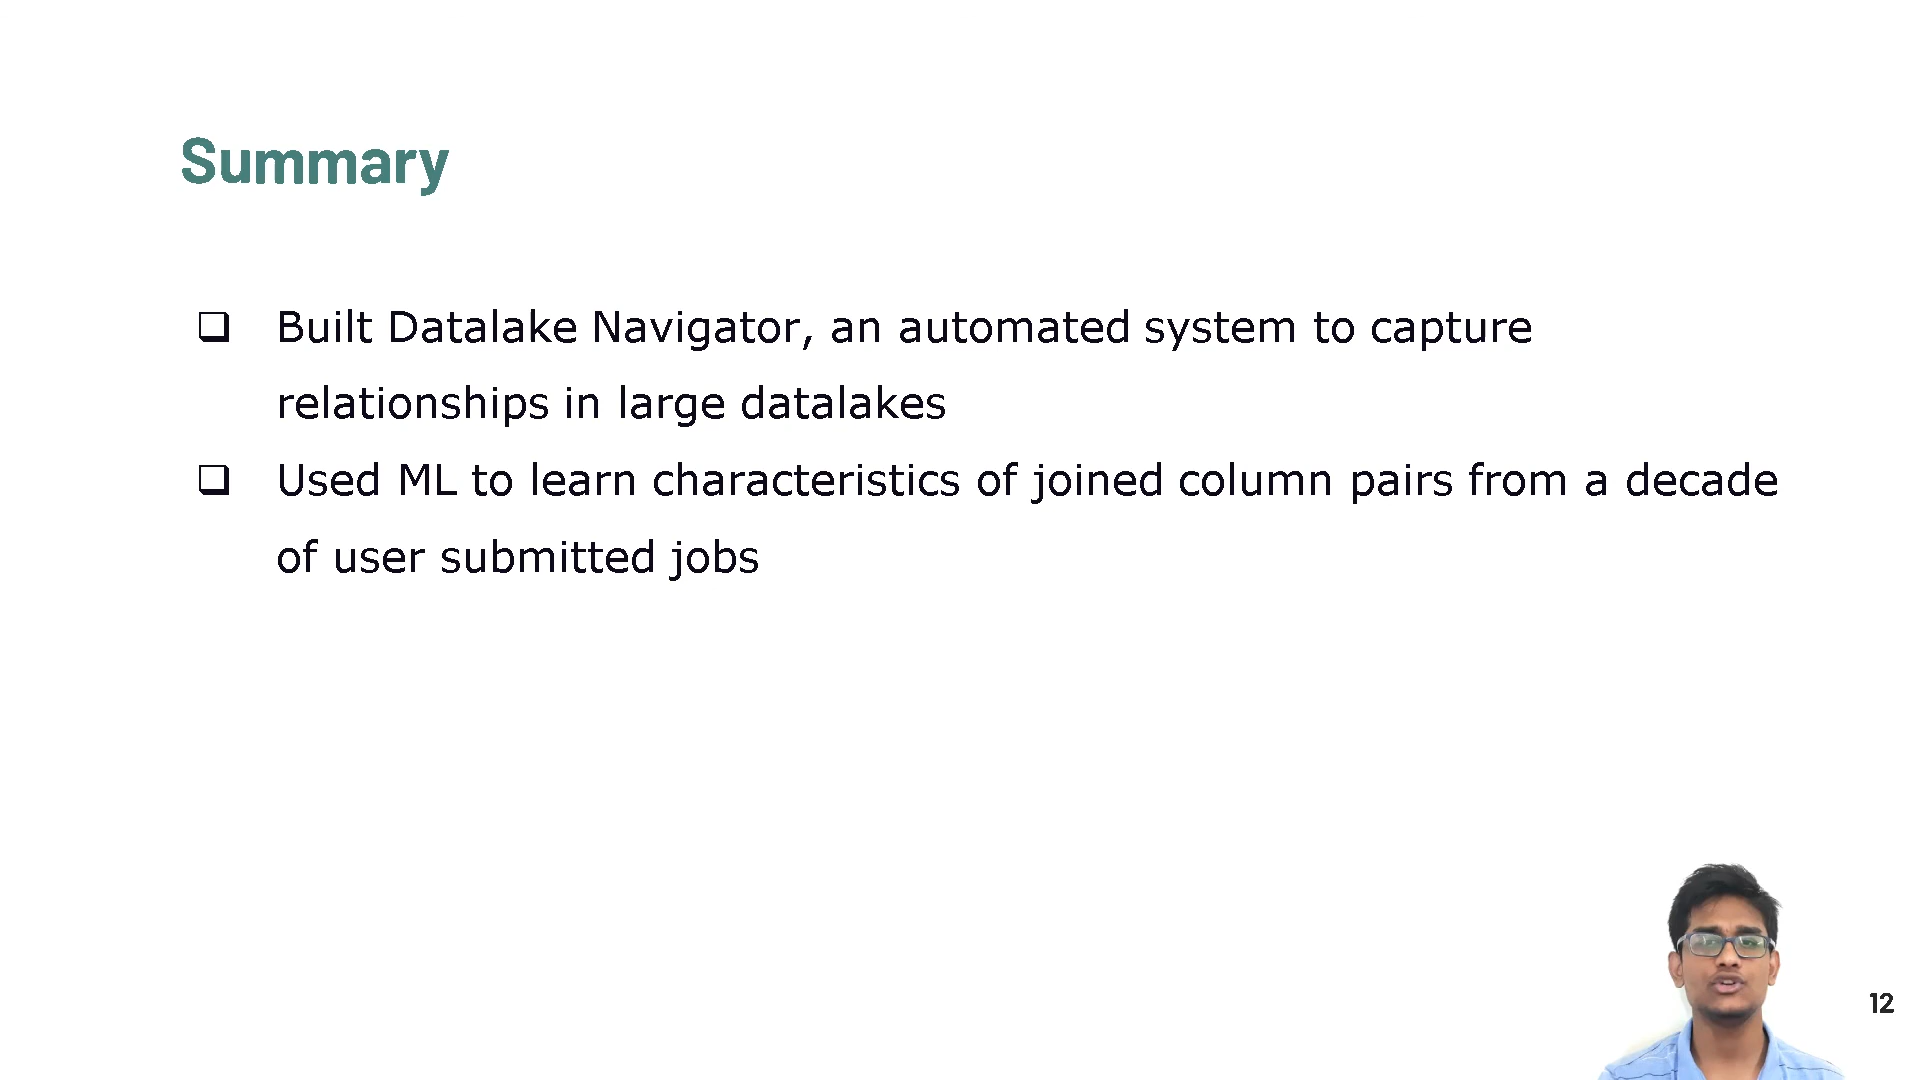 Summary
Built Datalake Navigator, an automated system to capture
relationships in large datalakes
Used ML to learn characteristics of joined column pairs from a decade
of user submitted jobs
12